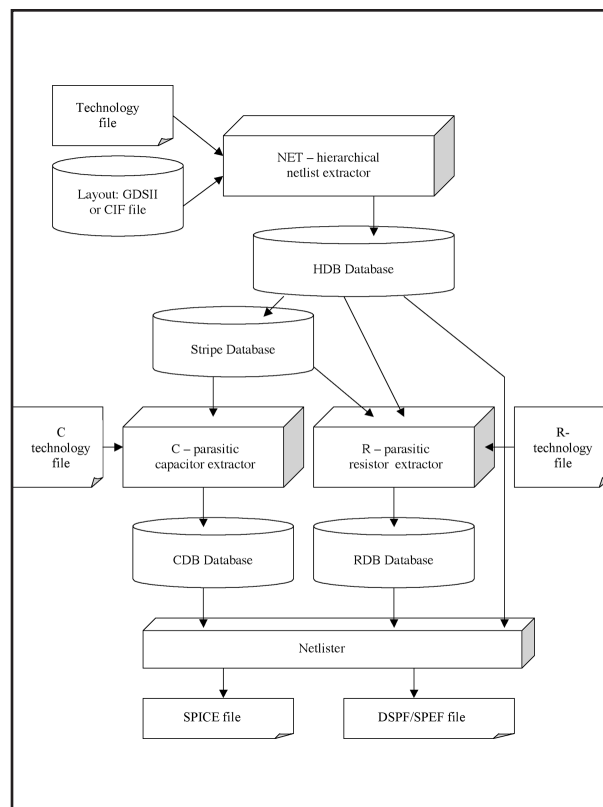 Technology
file
NET – hierarchical
netlist extractor
Layout: GDSII
or CIF file
HDB Database
Stripe Database
C
technology
file
C – parasitic
capacitor extractor
R – parasitic
resistor extractor
R-
technology
file
CDB Database
RDB Database
Netlister
SPICE file
DSPF/SPEF file